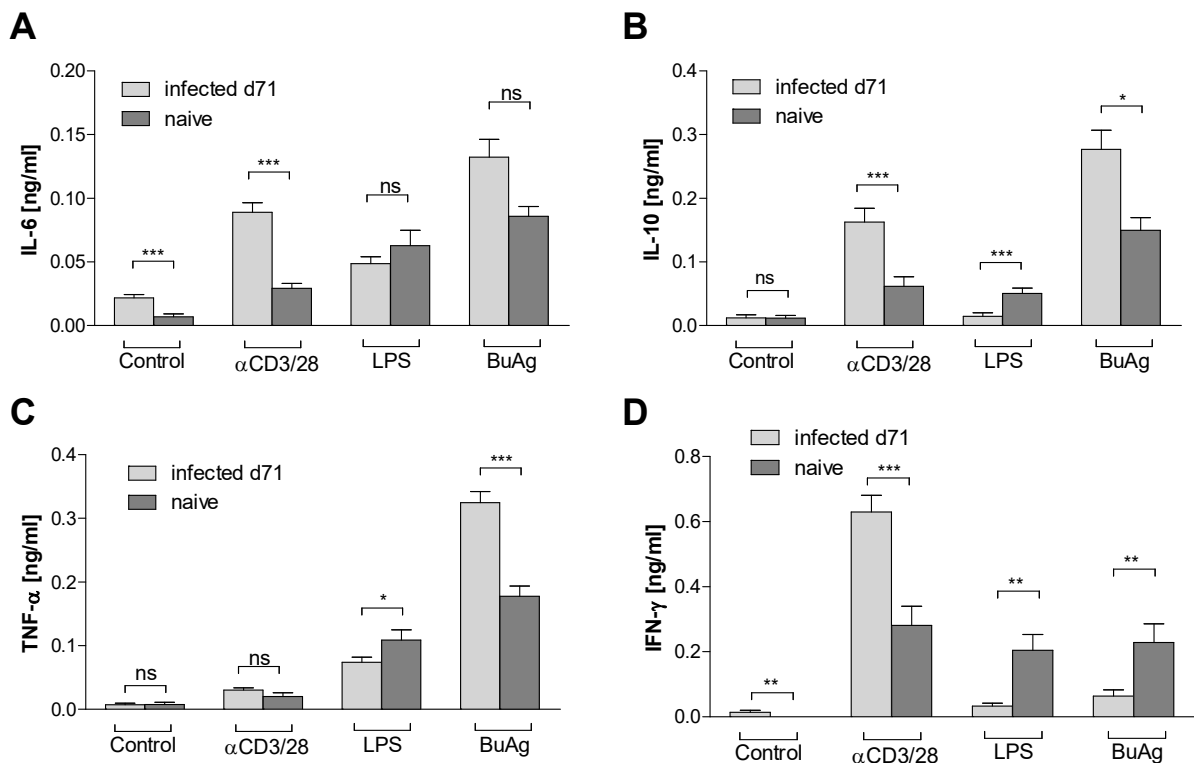 A
IL-6 [ng/ml]
0.20
0.15
0.10
0.05
0.00
infected d71
naive
***
***
ns
ns
Control
αCD3/28
LPS
BuAg
B
IL-10 [ng/ml]
0.4
0.3
0.2
0.1
0.0
infected d71
naive
ns
***
***
*
Control
αCD3/28
LPS
BuAg
C
TNF-α [ng/ml]
0.4
0.3
0.2
0.1
0.0
infected d71
naive
ns
ns
*
***
Control
αCD3/28
LPS
BuAg
D
IFN-γ [ng/ml]
0.8
0.6
0.4
0.2
0.0
infected d71
naive
**
***
**
**
Control
αCD3/28
LPS
BuAg